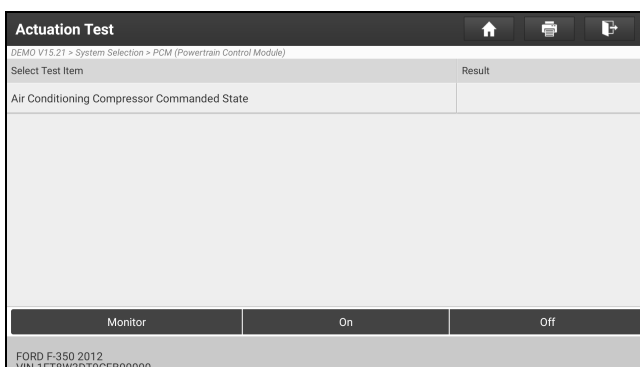 Actuation Test
DEMO V15.21 > System Selection > PCM (Powertrain Control Module)
Select Test Item Result
Air Conditioning Compressor Commanded State
Monitor On Off
FORD F-350 2012
VIN